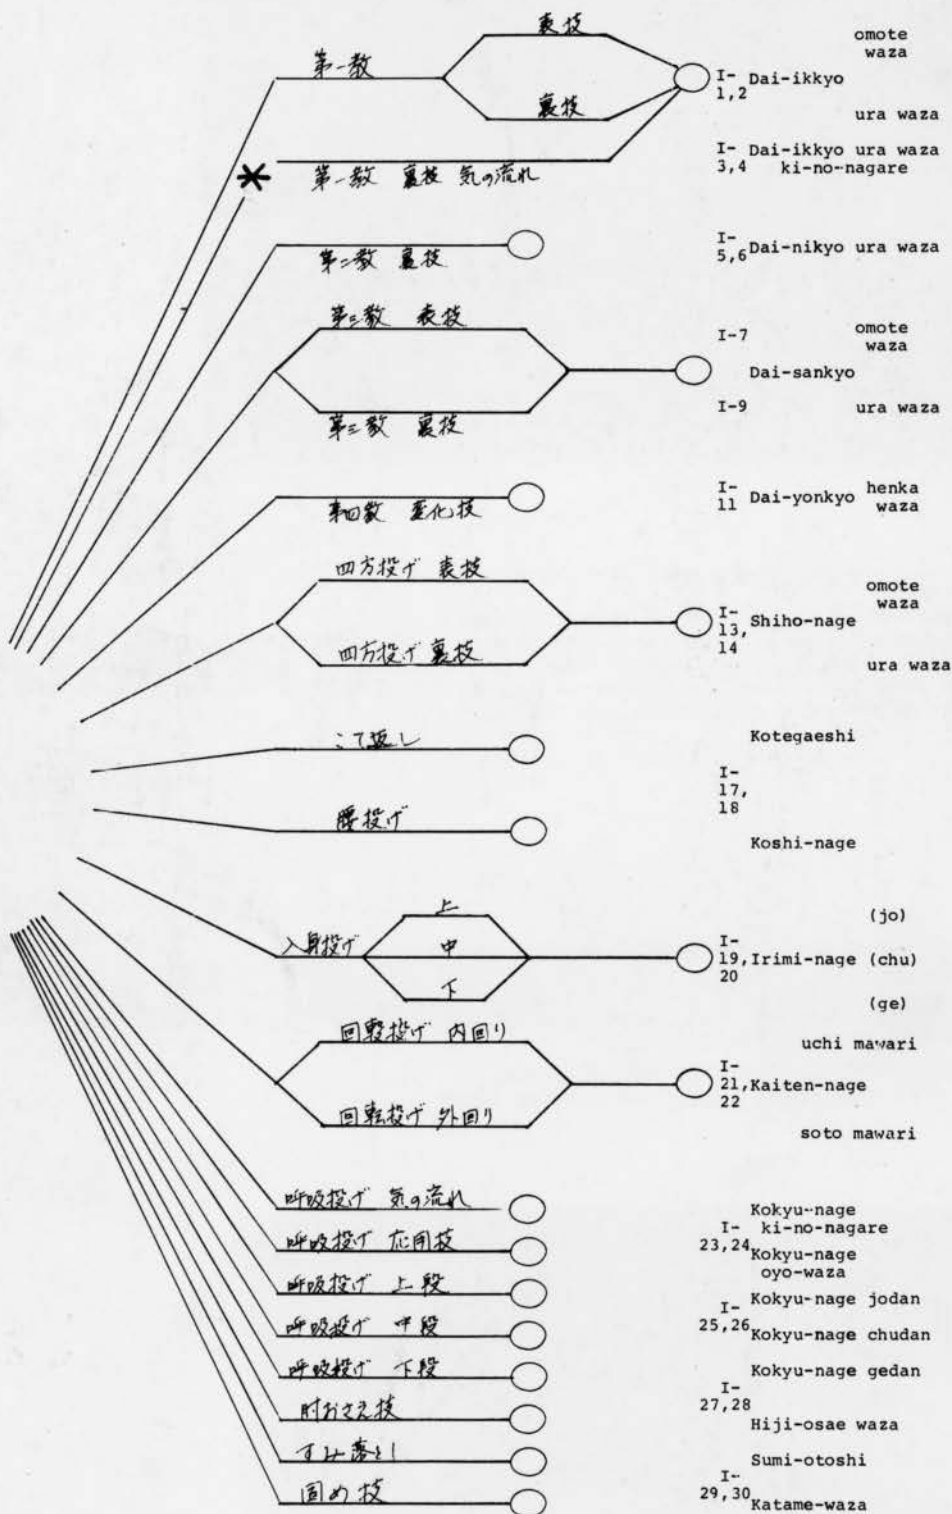 表技
omote
waza
第一教
I-
1,2
Dai-ikkyo
裏技
ura waza
第一教 裏技 気の流れ
I-
3,4
Dai-ikkyo ura waza
ki-no-nagare
第二教 裏技
I-
5,6
Dai-nikyo ura waza
第三教 表技
I-7
omote
waza
Dai-sankyo
第三教 裏技
I-9
ura waza
第四教 変化技
I-
11
Dai-yonkyo
henka
waza
四方投げ 表技
omote
waza
I-
13,
14
Shiho-nage
四方投げ 裏技
ura waza
こて返し
Kotegaeshi
I-
17,
18
腰投げ
Koshi-nage
上
(jo)
入身投げ
中
I-
19,
20
Irimi-nage (chu)
下
(ge)
回転投げ 内回り
uchi mawari
I-
21,
22
Kaiten-nage
回転投げ 外回り
soto mawari
呼吸投げ 気の流れ
Kokyu-nage
ki-no-nagare
I-
23,24
呼吸投げ 応用技
Kokyu-nage
oyo-waza
呼吸投げ 上段
Kokyu-nage jodan
I-
25,26
呼吸投げ 中段
Kokyu-nage chudan
呼吸投げ 下段
Kokyu-nage gedan
I-
27,28
肘おさえ技
Hiji-osae waza
すみ落とし
Sumi-otoshi
I-
29,30
固め技
Katame-waza